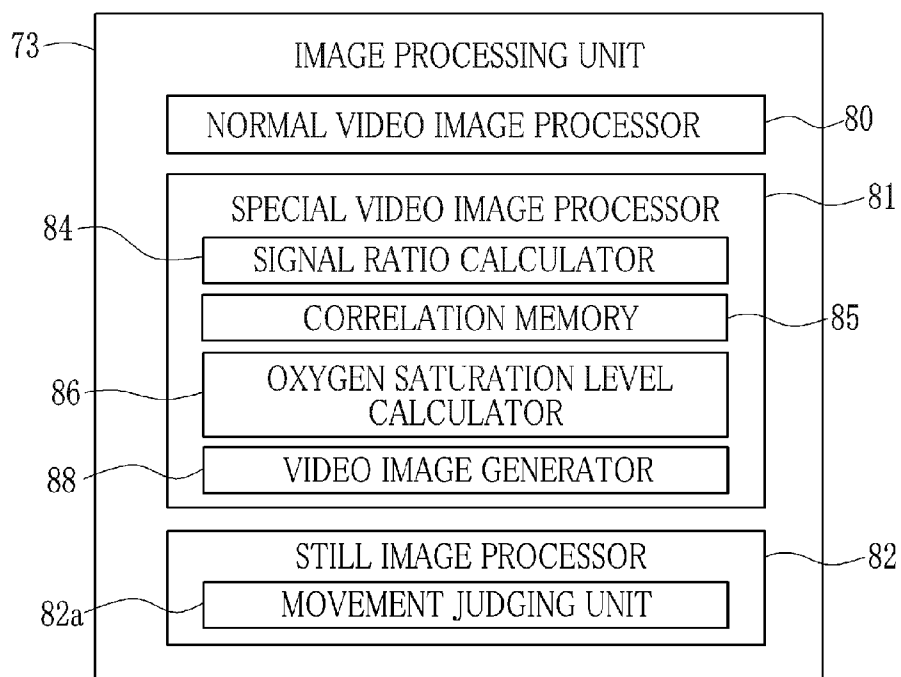 73
IMAGE PROCESSING UNIT
NORMAL VIDEO IMAGE PROCESSOR
80
81
SPECIAL VIDEO IMAGE PROCESSOR
84
SIGNAL RATIO CALCULATOR
CORRELATION MEMORY
85
86
OXYGEN SATURATION LEVEL
CALCULATOR
88
VIDEO IMAGE GENERATOR
STILL IMAGE PROCESSOR
82
82a
MOVEMENT JUDGING UNIT